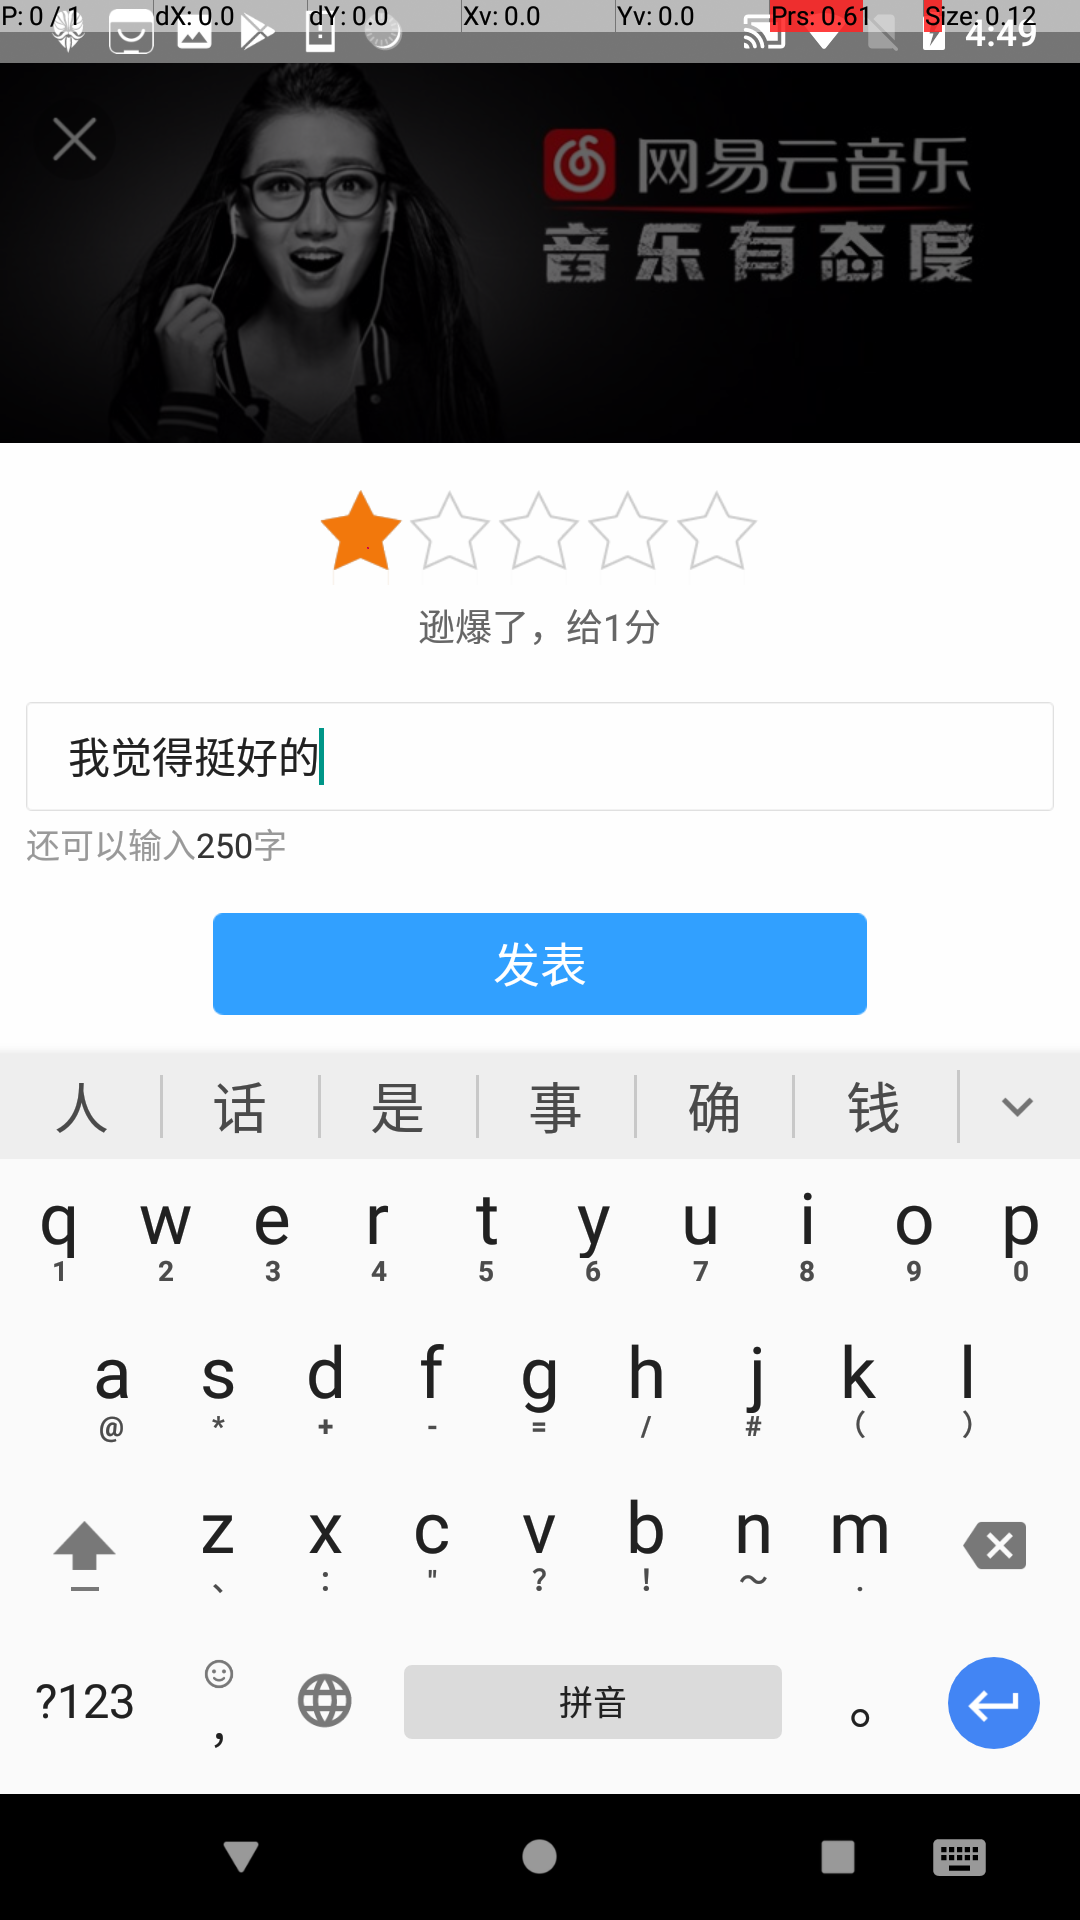 P: 0 / 1 dX: 0.0 dY: 0.0 Xv: 0.0 Yv: 0.0 Prs: 0.61 Size: 0.12
4:49
网易云音乐
音乐有态度
逊爆了，给1分
我觉得挺好的
还可以输入250字
发表
人 话 是 事 确 钱
q w e r t y u i o p
1 2 3 4 5 6 7 8 9 0
a s d f g h j k l
@ * + - = / # ( )
z x c v b n m
、 : " ? ! ～ .
?123 ， 拼音 。